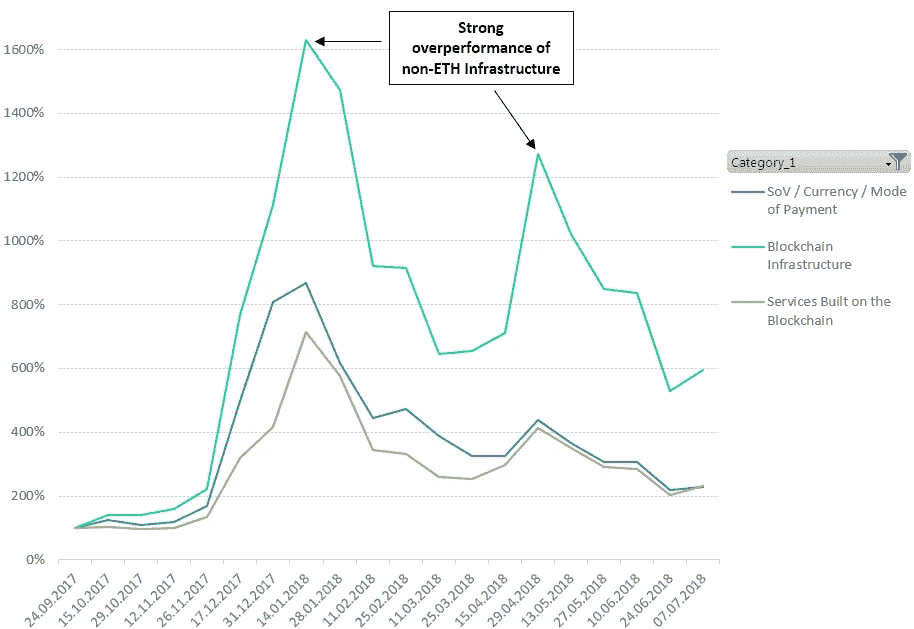 Strong
overperformance of
non-ETH Infrastructure
1600%
1400%
1200%
1000%
800%
600%
400%
200%
0%
24.09.2017
15.10.2017
29.10.2017
12.11.2017
26.11.2017
17.12.2017
31.12.2017
14.01.2018
28.01.2018
11.02.2018
25.02.2018
11.03.2018
25.03.2018
15.04.2018
29.04.2018
13.05.2018
27.05.2018
10.06.2018
24.06.2018
07.07.2018
Category_1
SoV / Currency / Mode
of Payment
Blockchain
Infrastructure
Services Built on the
Blockchain